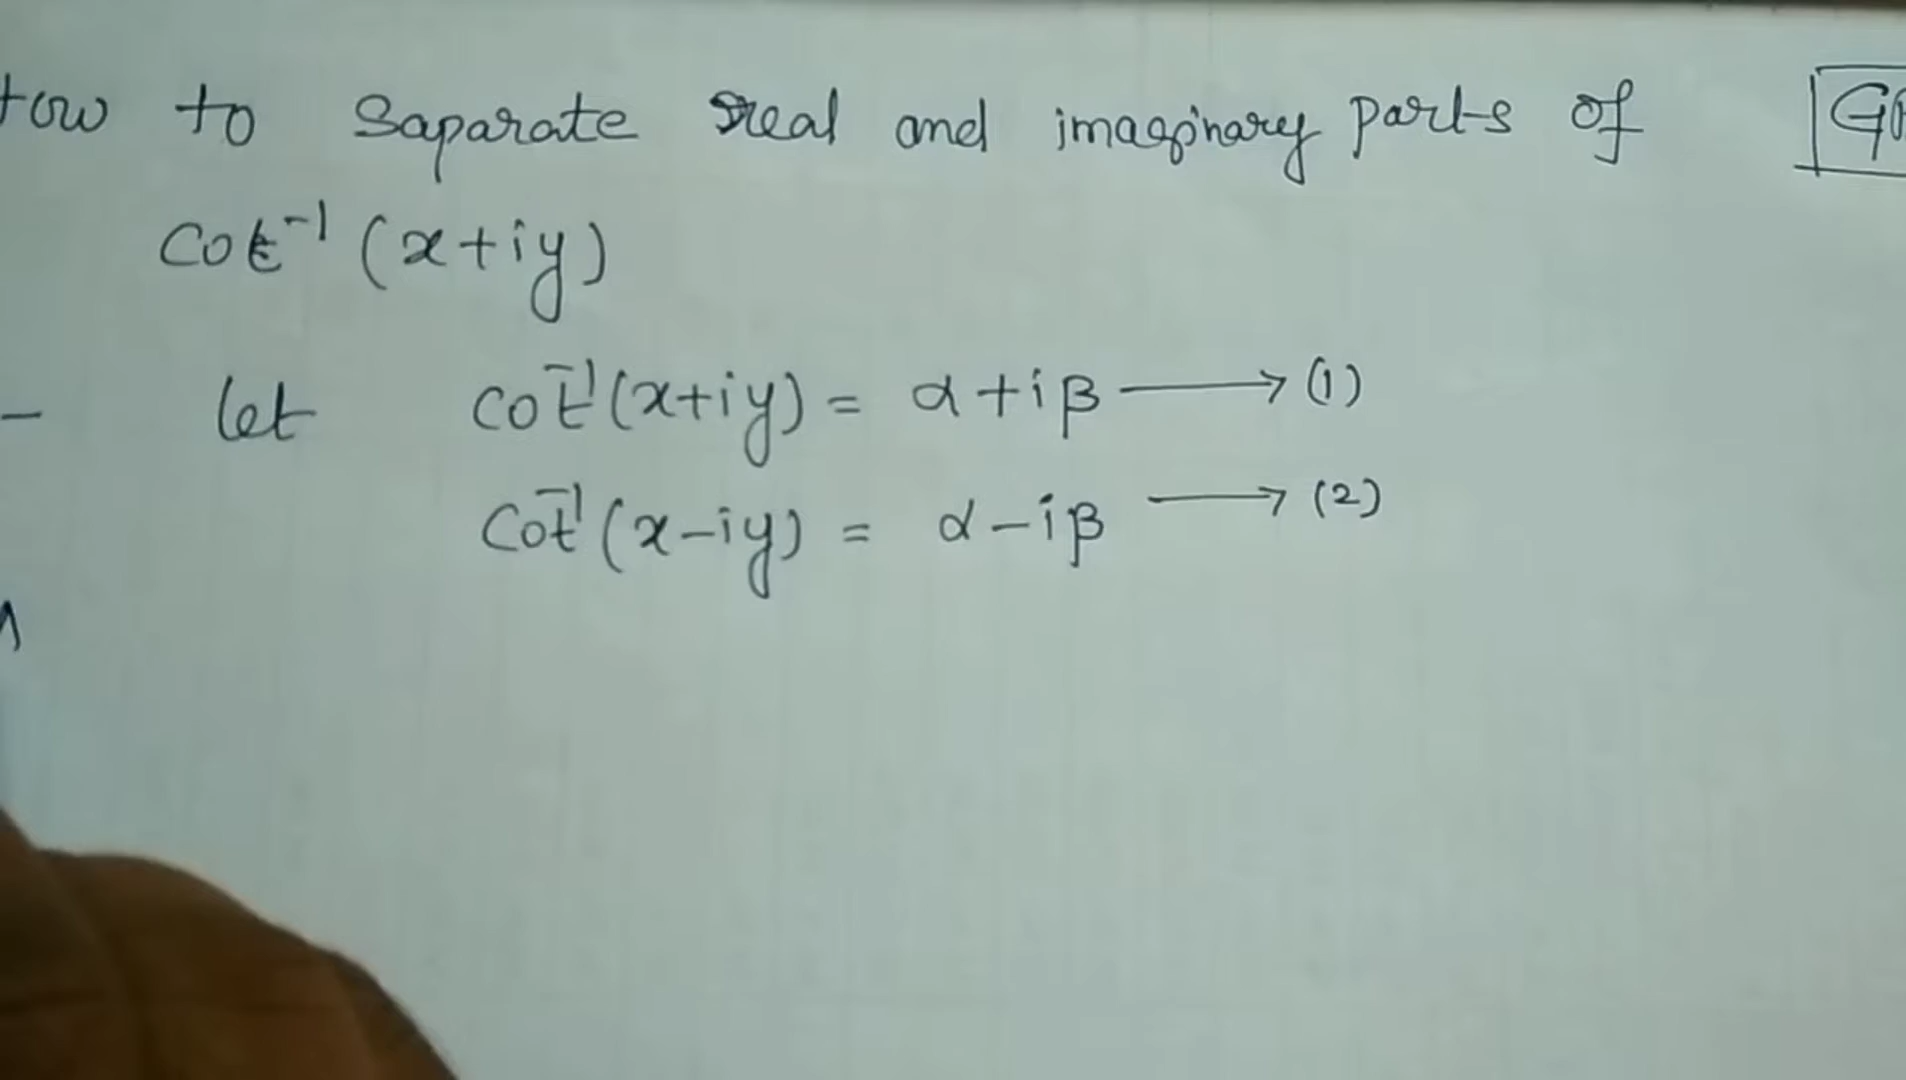 to Saparate real and imaginary parts of
Cot⁻¹ (x+iy)
let Cot⁻¹(x+iy) = α+iβ ⟶ (1)
Cot⁻¹(x-iy) = α-iβ ⟶ (2)